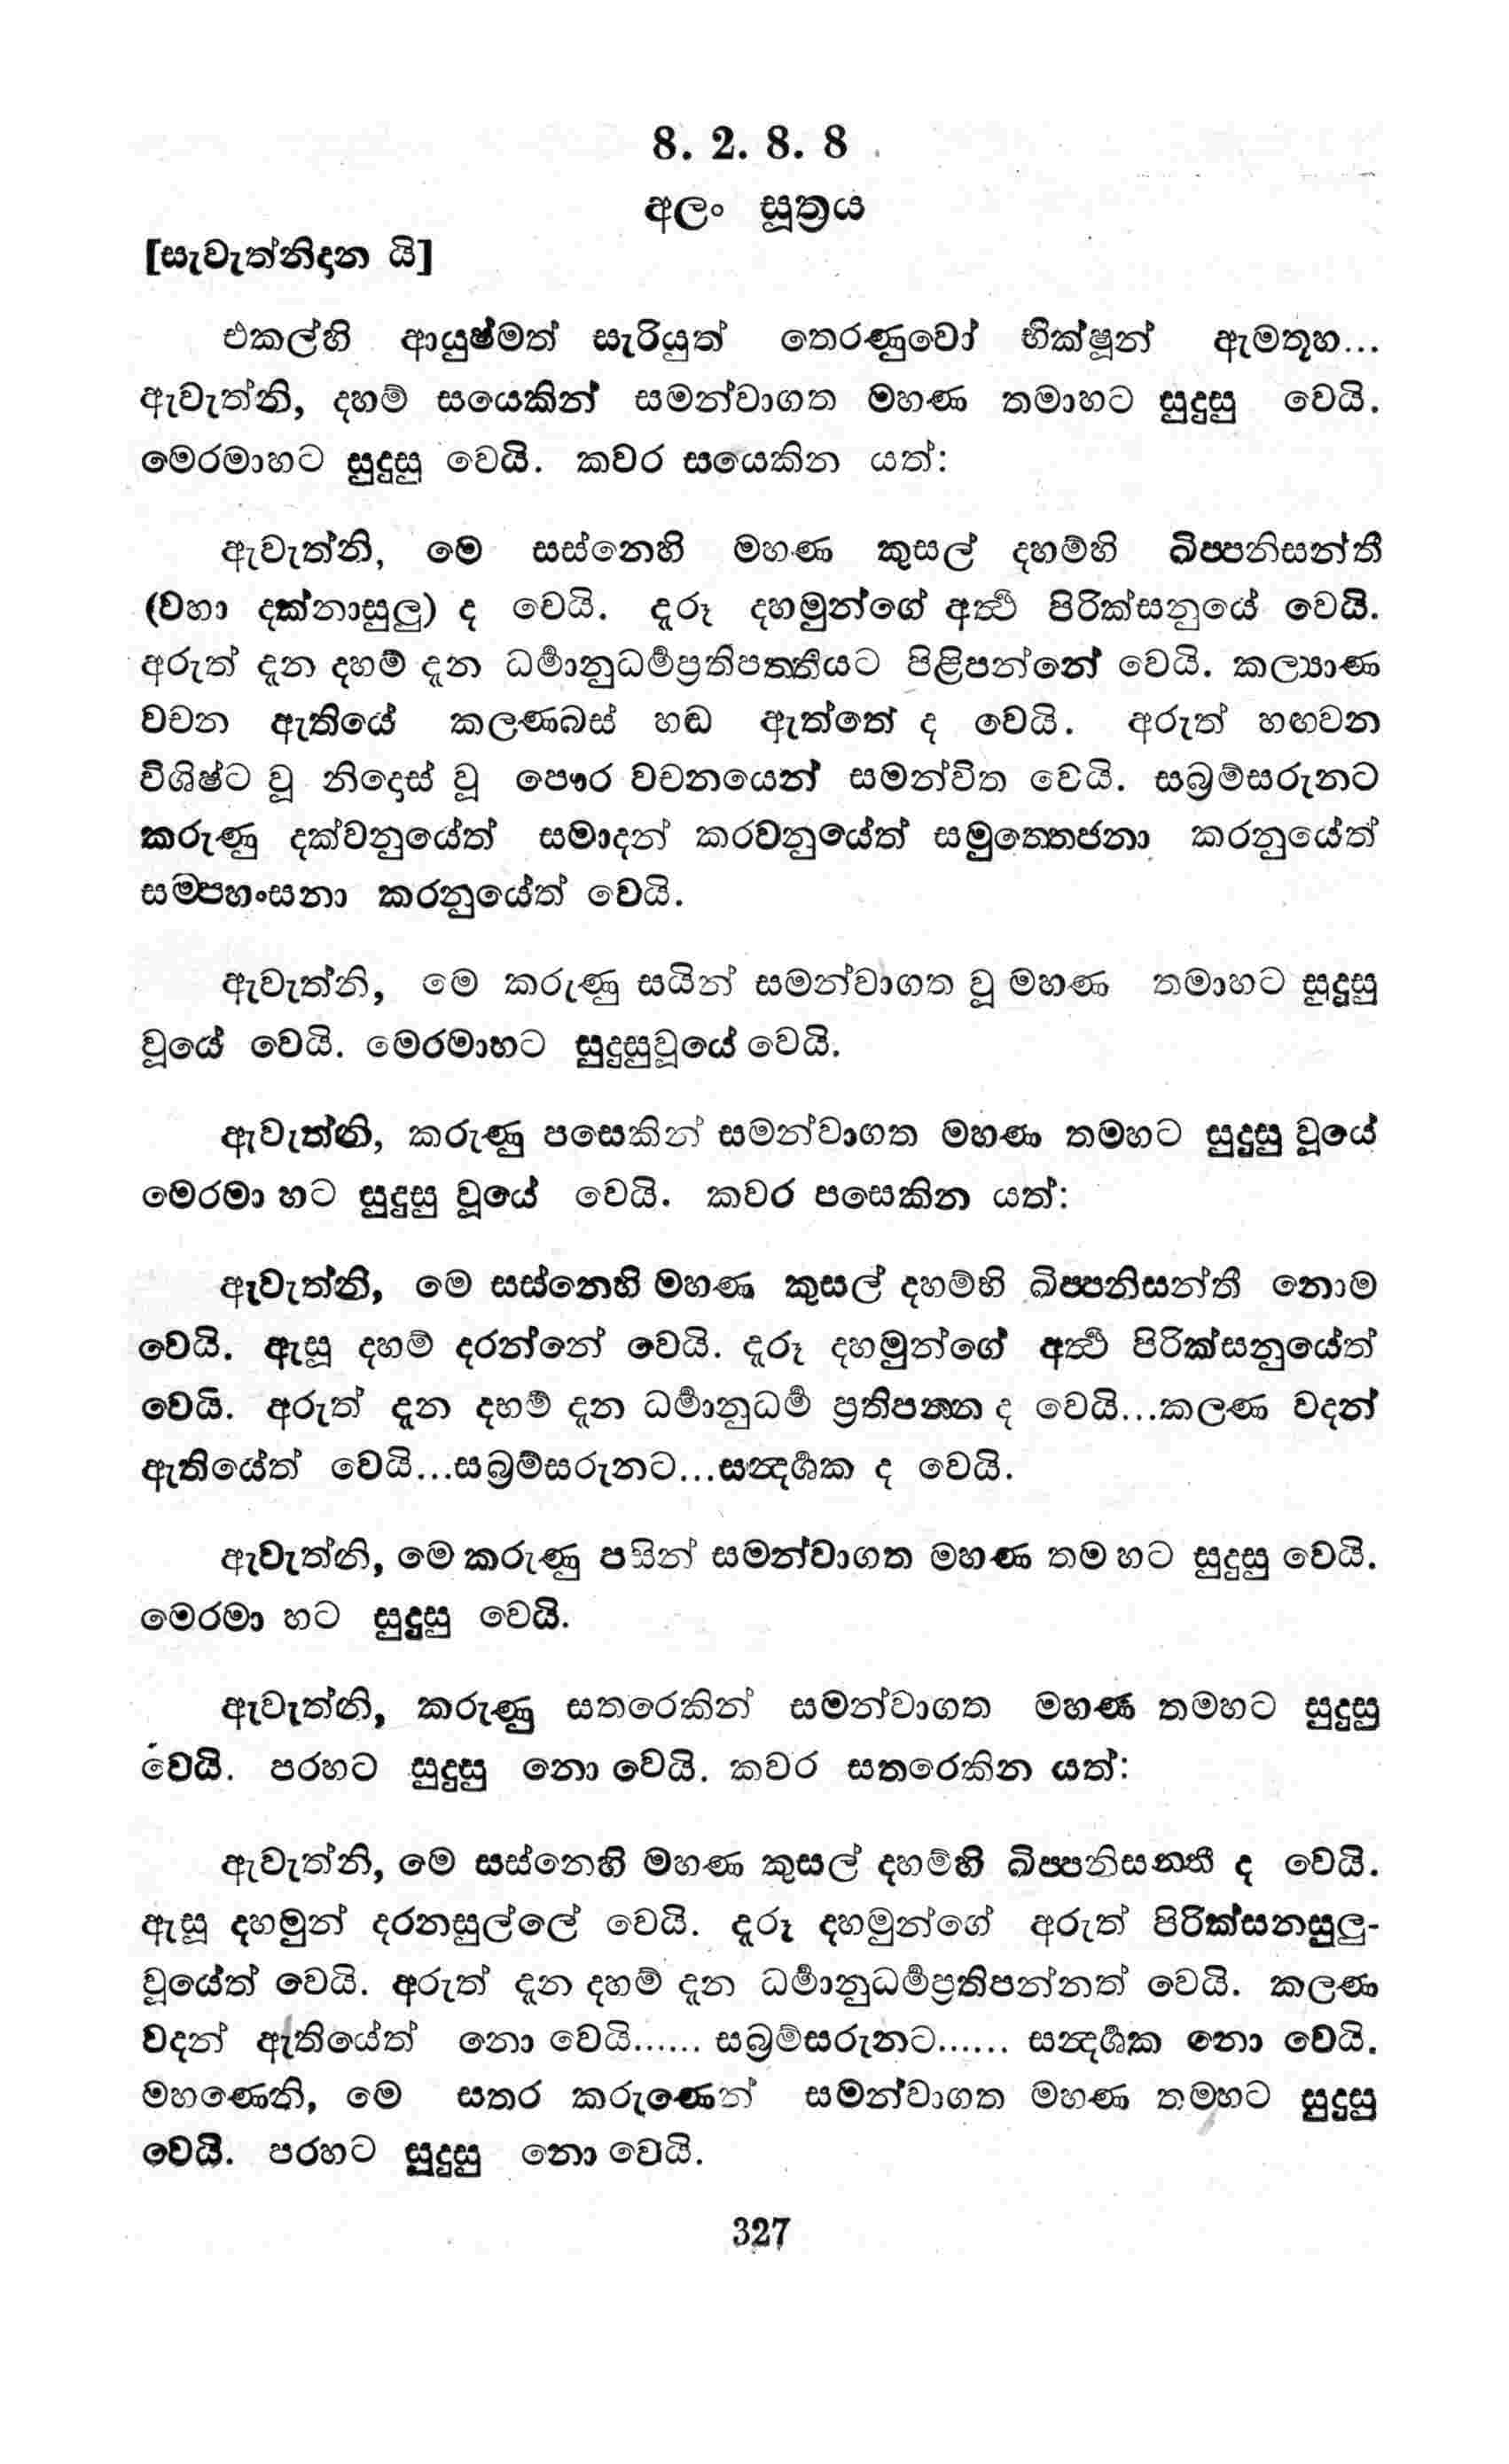 8. 2. 8. 8
අලං සූත්‍රය
[සැවැත්නිදාන යි]
එකල්හි ආයුෂ්මත් සැරියුත් තෙරණුවෝ භික්ෂූන් ඇමතූහ...
ඇවැත්නි, දහම් සයෙකින් සමන්වාගත මහණ තමාහට සුදුසු වෙයි.
මෙරමාහට සුදුසු වෙයි. කවර සයෙකින යත්:
ඇවැත්නි, මේ සස්නෙහි මහණ කුසල් දහම්හි ඛිප්පනිසන්ති
(වහා දක්නාසුලු) ද වෙයි. දැරූ දහමුන්ගේ අර්‍ත්‍ථ පිරික්සනුයේ වෙයි.
අරුත් දැන දහම් දැන ධර්‍මානුධර්‍මප්‍රතිපත්තියට පිළිපන්නේ වෙයි. කල්‍යාණ
වචන ඇතියේ කලණබස් හඬ ඇත්තේ ද වෙයි. අරුත් හඟවන
විශිෂ්ට වූ නිදොස් වූ පෞර වචනයෙන් සමන්විත වෙයි. සබ්‍රම්සරුනට
කරුණු දක්වනුයේත් සමාදන් කරවනුයේත් සමුත්තෙජනා කරනුයේත්
සම්පහංසනා කරනුයේත් වෙයි.
ඇවැත්නි, මෙ කරුණු සයින් සමන්වාගත වූ මහණ තමාහට සුදුසු
වූයේ වෙයි. මෙරමාහට සුදුසුවූයේ වෙයි.
ඇවැත්නි, කරුණු පසෙකින් සමන්වාගත මහණ තමහට සුදුසු වූයේ
මෙරමා හට සුදුසු වූයේ වෙයි. කවර පසෙකින යත්:
ඇවැත්නි, මෙ සස්නෙහි මහණ කුසල් දහම්හි ඛිප්පනිසන්ති නොම
වෙයි. ඇසූ දහම් දරන්නේ වෙයි. දැරූ දහමුන්ගේ අර්‍ත්‍ථ පිරික්සනුයේත්
වෙයි. අරුත් දැන දහම් දැන ධර්‍මානුධර්‍ම ප්‍රතිපන්න ද වෙයි...කලණ වදන්
ඇතියේත් වෙයි...සබ්‍රම්සරුනට...සන්‍දර්‍ශක ද වෙයි.
ඇවැත්නි, මෙ කරුණු පසින් සමන්වාගත මහණ තම හට සුදුසු වෙයි.
මෙරමා හට සුදුසු වෙයි.
ඇවැත්නි, කරුණු සතරෙකින් සමන්වාගත මහණ තමහට සුදුසු
වෙයි. පරහට සුදුසු නො වෙයි. කවර සතරෙකින යත්:
ඇවැත්නි, මෙ සස්නෙහි මහණ කුසල් දහම්හි ඛිප්පනිසන්ති ද වෙයි.
ඇසූ දහමුන් දරනසුල්ලේ වෙයි. දැරූ දහමුන්ගේ අරුත් පිරික්සනසුලු-
වූයේත් වෙයි. අරුත් දැන දහම් දැන ධර්‍මානුධර්‍මප්‍රතිපන්නත් වෙයි. කලණ
වදන් ඇතියේත් නො වෙයි...... සබ්‍රම්සරුනට...... සන්‍දර්‍ශක නො වෙයි.
මහණෙනි, මෙ සතර කරුණෙන් සමන්වාගත මහණ තමහට සුදුසු
වෙයි. පරහට සුදුසු නො වෙයි.
327